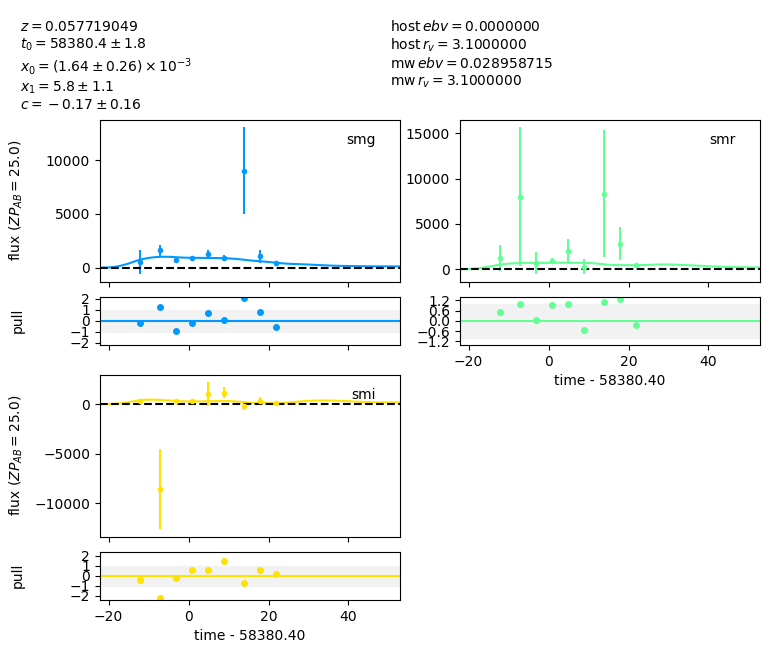 z = 0.057719049
t₀ = 58380.4 ± 1.8
x₀ = (1.64 ± 0.26) × 10⁻³
x₁ = 5.8 ± 1.1
c = −0.17 ± 0.16
host ebv = 0.0000000
host r_v = 3.1000000
mw ebv = 0.028958715
mw r_v = 3.1000000
smg
10000
5000
0
flux (ZP_AB = 25.0)
smr
15000
10000
5000
0
2
1
0
−1
−2
pull
1.2
0.6
0.0
−0.6
−1.2
−20 0 20 40
time - 58380.40
smi
0
−5000
−10000
flux (ZP_AB = 25.0)
2
1
0
−1
−2
pull
−20 0 20 40
time - 58380.40